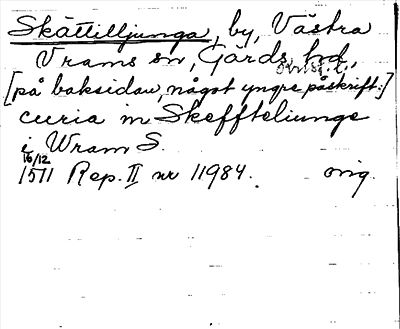 Skättilljunga, by, Västra
Vrams sn, Gärds hd,
[på baksidan, något yngre påskrift:]
curia in Skeffteliunge
i Wram S.
16/12
1511 Rep. II nr 11984. orig.